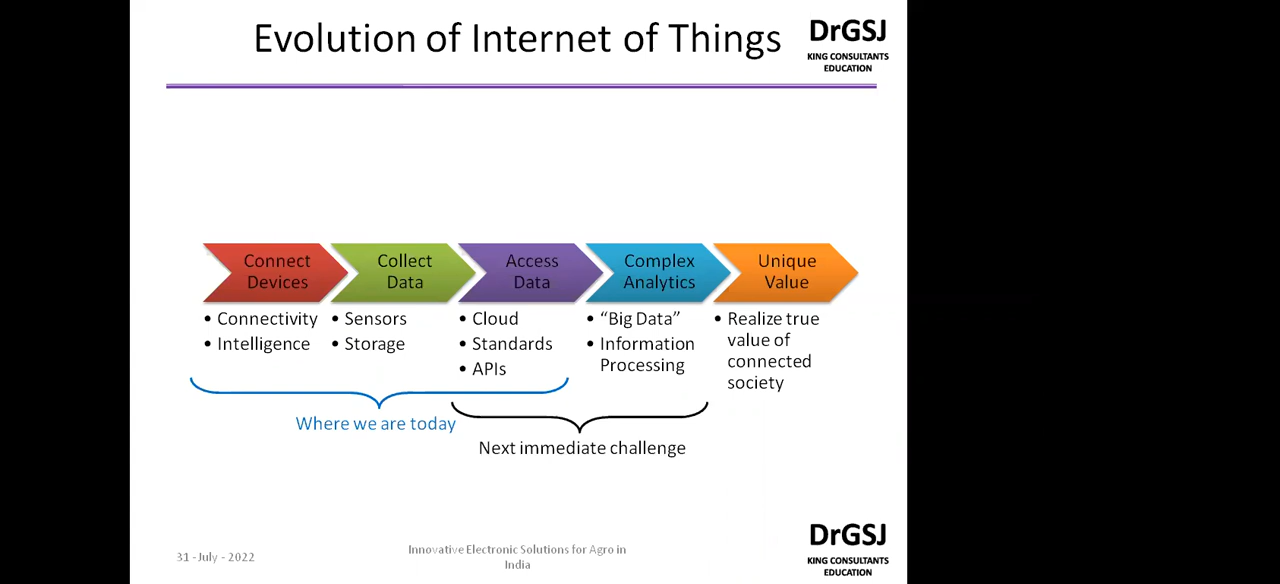 Evolution of Internet of Things
DrGSJ
KING CONSULTANTS
EDUCATION
Connect
Devices
• Connectivity
• Intelligence
Collect
Data
• Sensors
• Storage
Access
Data
• Cloud
• Standards
• APIs
Complex
Analytics
• “Big Data”
• Information
Processing
Unique
Value
• Realize true
value of
connected
society
Where we are today
Next immediate challenge
31 -July - 2022
Innovative Electronic Solutions for Agro in
India
DrGSJ
KING CONSULTANTS
EDUCATION